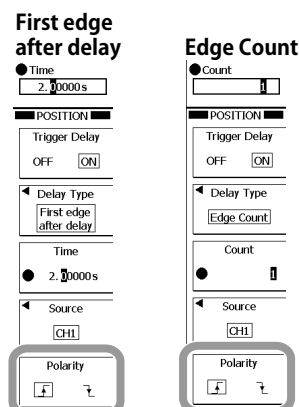 First edge
after delay
Time
2.00000s
POSITION
Trigger Delay
OFF ON
Delay Type
First edge
after delay
Time
2.00000s
Source
CH1
Polarity
Edge Count
Count
1
POSITION
Trigger Delay
OFF ON
Delay Type
Edge Count
Count
1
Source
CH1
Polarity